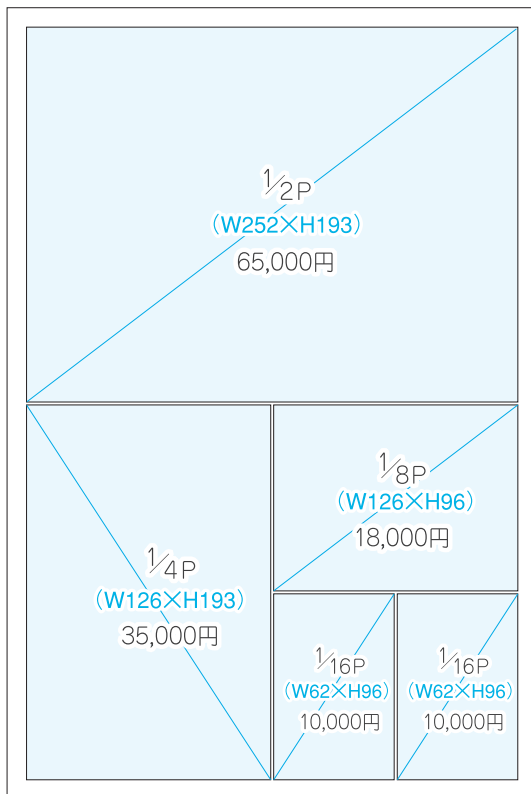 1/2P
(W252×H193)
65,000円
1/8P
(W126×H96)
18,000円
1/4P
(W126×H193)
35,000円
1/16P
(W62×H96)
10,000円
1/16P
(W62×H96)
10,000円